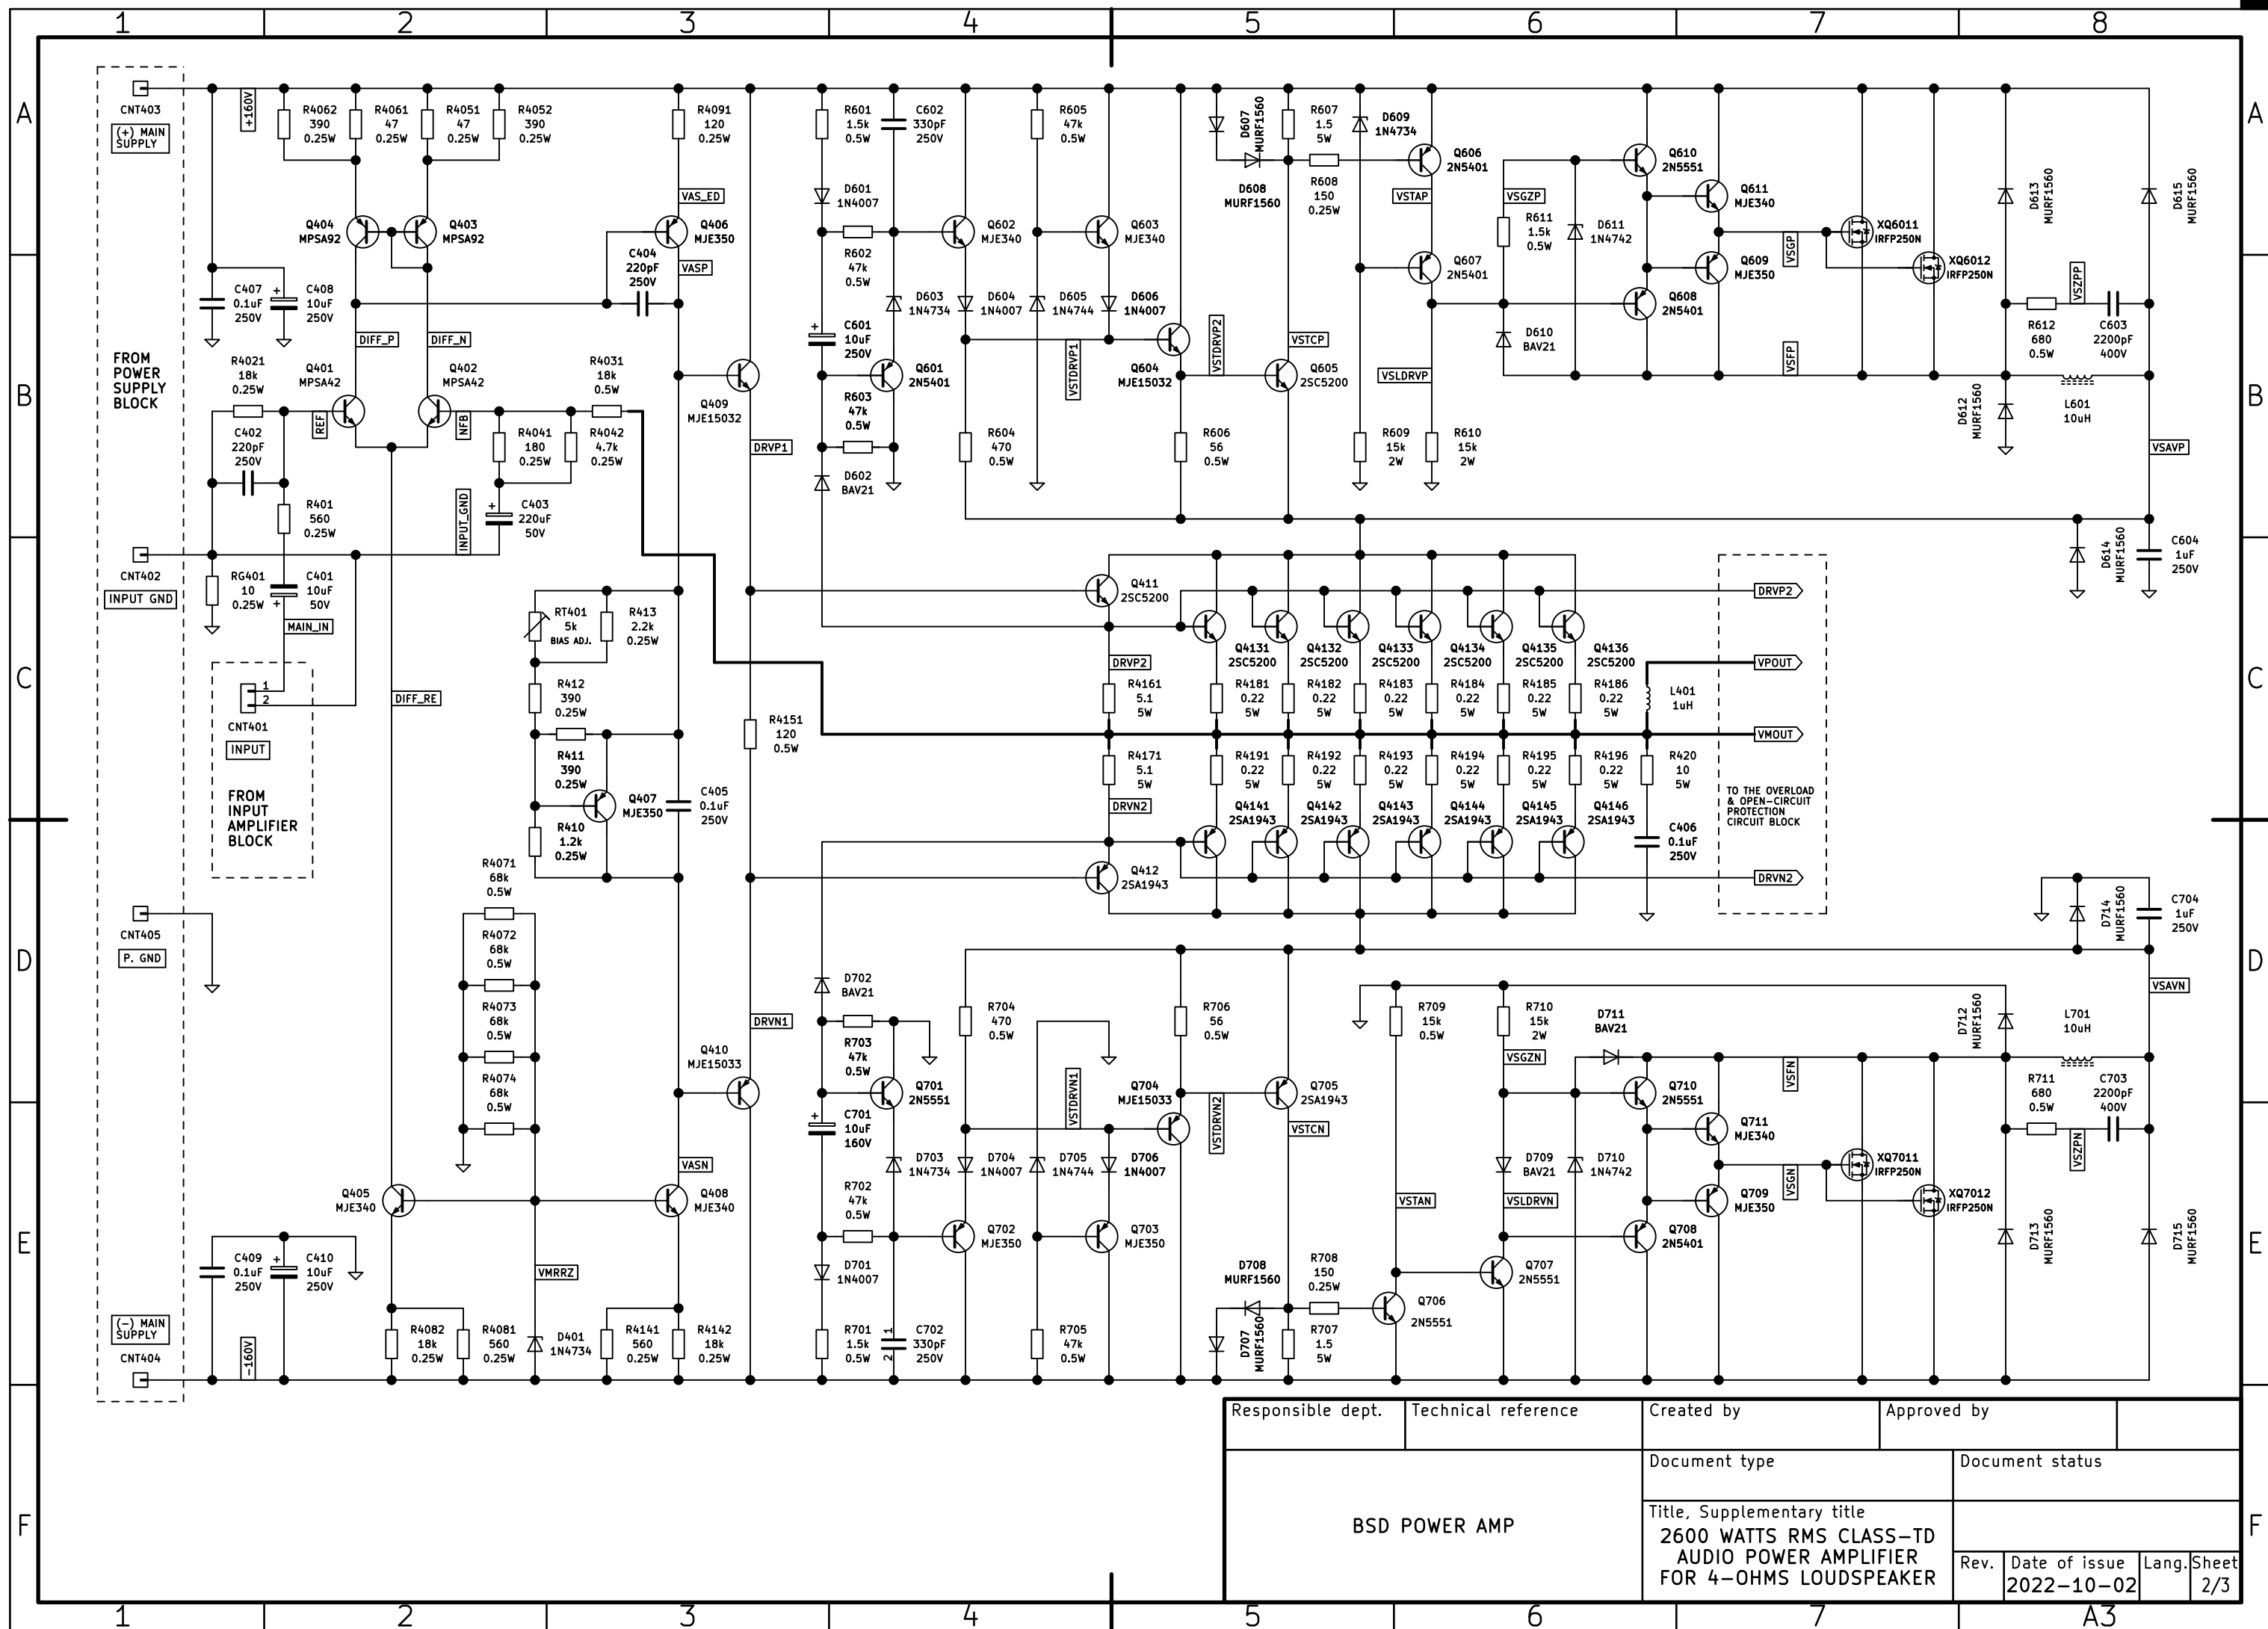 1 2 3 4 5 6 7 8
A A
B B
C C
D D
E E
F F
1 2 3 4 5 6 7 A3
CNT403
(+) MAIN
SUPPLY
+160V
R4062
390
0.25W
R4061
47
0.25W
R4051
47
0.25W
R4052
390
0.25W
R4091
120
0.25W
R601
1.5k
0.5W
C602
330pF
250V
R605
47k
0.5W
D607
MURF1560
R607
1.5
5W
D609
1N4734
D608
MURF1560
R608
150
0.25W
Q606
2N5401
Q610
2N5551
Q611
MJE340
D613
MURF1560
D615
MURF1560
VAS_ED
D601
1N4007
VSTAP
VSGZP
Q404
MPSA92
Q403
MPSA92
Q406
MJE350
Q602
MJE340
Q603
MJE340
R611
1.5k
0.5W
D611
1N4742
XQ6011
IRFP250N
VSGP
C404
220pF
250V
VASP
R602
47k
0.5W
Q607
2N5401
Q609
MJE350
XQ6012
IRFP250N
C407
0.1uF
250V
C408
10uF
250V
D603
1N4734
D604
1N4007
D605
1N4744
D606
1N4007
Q608
2N5401
VSZPP
R612
680
0.5W
C603
2200pF
400V
DIFF_P
DIFF_N
C601
10uF
250V
VSTDRVP1
VSTDRVP2
VSTCP
D610
BAV21
VSFP
FROM
POWER
SUPPLY
BLOCK
R4021
18k
0.25W
Q401
MPSA42
Q402
MPSA42
R4031
18k
0.5W
Q601
2N5401
Q604
MJE15032
Q605
2SC5200
VSLDRVP
Q409
MJE15032
R603
47k
0.5W
D612
MURF1560
L601
10uH
REF
NFB
C402
220pF
250V
R4041
180
0.25W
R4042
4.7k
0.25W
DRVP1
D602
BAV21
R604
470
0.5W
R606
56
0.5W
R609
15k
2W
R610
15k
2W
VSAVP
R401
560
0.25W
INPUT_GND
C403
220uF
50V
CNT402
INPUT GND
RG401
10
0.25W
C401
10uF
50V
MAIN_IN
D614
MURF1560
C604
1uF
250V
RT401
5k
BIAS ADJ.
R413
2.2k
0.25W
Q411
2SC5200
DRVP2
DRVP2
Q4131
2SC5200
Q4132
2SC5200
Q4133
2SC5200
Q4134
2SC5200
Q4135
2SC5200
Q4136
2SC5200
VPOUT
1
2
CNT401
INPUT
DIFF_RE
R412
390
0.25W
R4151
120
0.5W
R4161
5.1
5W
R4181
0.22
5W
R4182
0.22
5W
R4183
0.22
5W
R4184
0.22
5W
R4185
0.22
5W
R4186
0.22
5W
L401
1uH
VMOUT
R411
390
0.25W
R4171
5.1
5W
R4191
0.22
5W
R4192
0.22
5W
R4193
0.22
5W
R4194
0.22
5W
R4195
0.22
5W
R4196
0.22
5W
R420
10
5W
FROM
INPUT
AMPLIFIER
BLOCK
Q407
MJE350
C405
0.1uF
250V
R410
1.2k
0.25W
DRVN2
Q4141
2SA1943
Q4142
2SA1943
Q4143
2SA1943
Q4144
2SA1943
Q4145
2SA1943
Q4146
2SA1943
C406
0.1uF
250V
TO THE OVERLOAD
& OPEN-CIRCUIT
PROTECTION
CIRCUIT BLOCK
DRVN2
Q412
2SA1943
R4071
68k
0.5W
R4072
68k
0.5W
R4073
68k
0.5W
R4074
68k
0.5W
CNT405
P. GND
D714
MURF1560
C704
1uF
250V
D702
BAV21
VSAVN
R703
47k
0.5W
R704
470
0.5W
R706
56
0.5W
R709
15k
0.5W
R710
15k
2W
D711
BAV21
D712
MURF1560
L701
10uH
DRVN1
Q410
MJE15033
VSTDRVN1
VSGZN
VSFN
Q701
2N5551
Q704
MJE15033
Q705
2SA1943
Q710
2N5551
R711
680
0.5W
C703
2200pF
400V
C701
10uF
160V
VSTDRVN2
VSTCN
Q711
MJE340
VSZPN
VASN
D703
1N4734
D704
1N4007
D705
1N4744
D706
1N4007
D709
BAV21
D710
1N4742
XQ7011
IRFP250N
VSGN
Q405
MJE340
Q408
MJE340
R702
47k
0.5W
VSTAN
VSLDRVN
Q709
MJE350
XQ7012
IRFP250N
Q702
MJE350
Q703
MJE350
Q708
2N5401
D713
MURF1560
D715
MURF1560
C409
0.1uF
250V
C410
10uF
250V
VMRRZ
D701
1N4007
D708
MURF1560
R708
150
0.25W
Q707
2N5551
Q706
2N5551
(-) MAIN
SUPPLY
CNT404
-160V
R4082
18k
0.25W
R4081
560
0.25W
D401
1N4734
R4141
560
0.25W
R4142
18k
0.25W
R701
1.5k
0.5W
1
2
C702
330pF
250V
R705
47k
0.5W
D707
MURF1560
R707
1.5
5W
Responsible dept.
Technical reference
Created by
Approved by
Document type
Document status
BSD POWER AMP
Title, Supplementary title
2600 WATTS RMS CLASS-TD
AUDIO POWER AMPLIFIER
FOR 4-OHMS LOUDSPEAKER
Rev.
Date of issue
2022-10-02
Lang.
Sheet
2/3